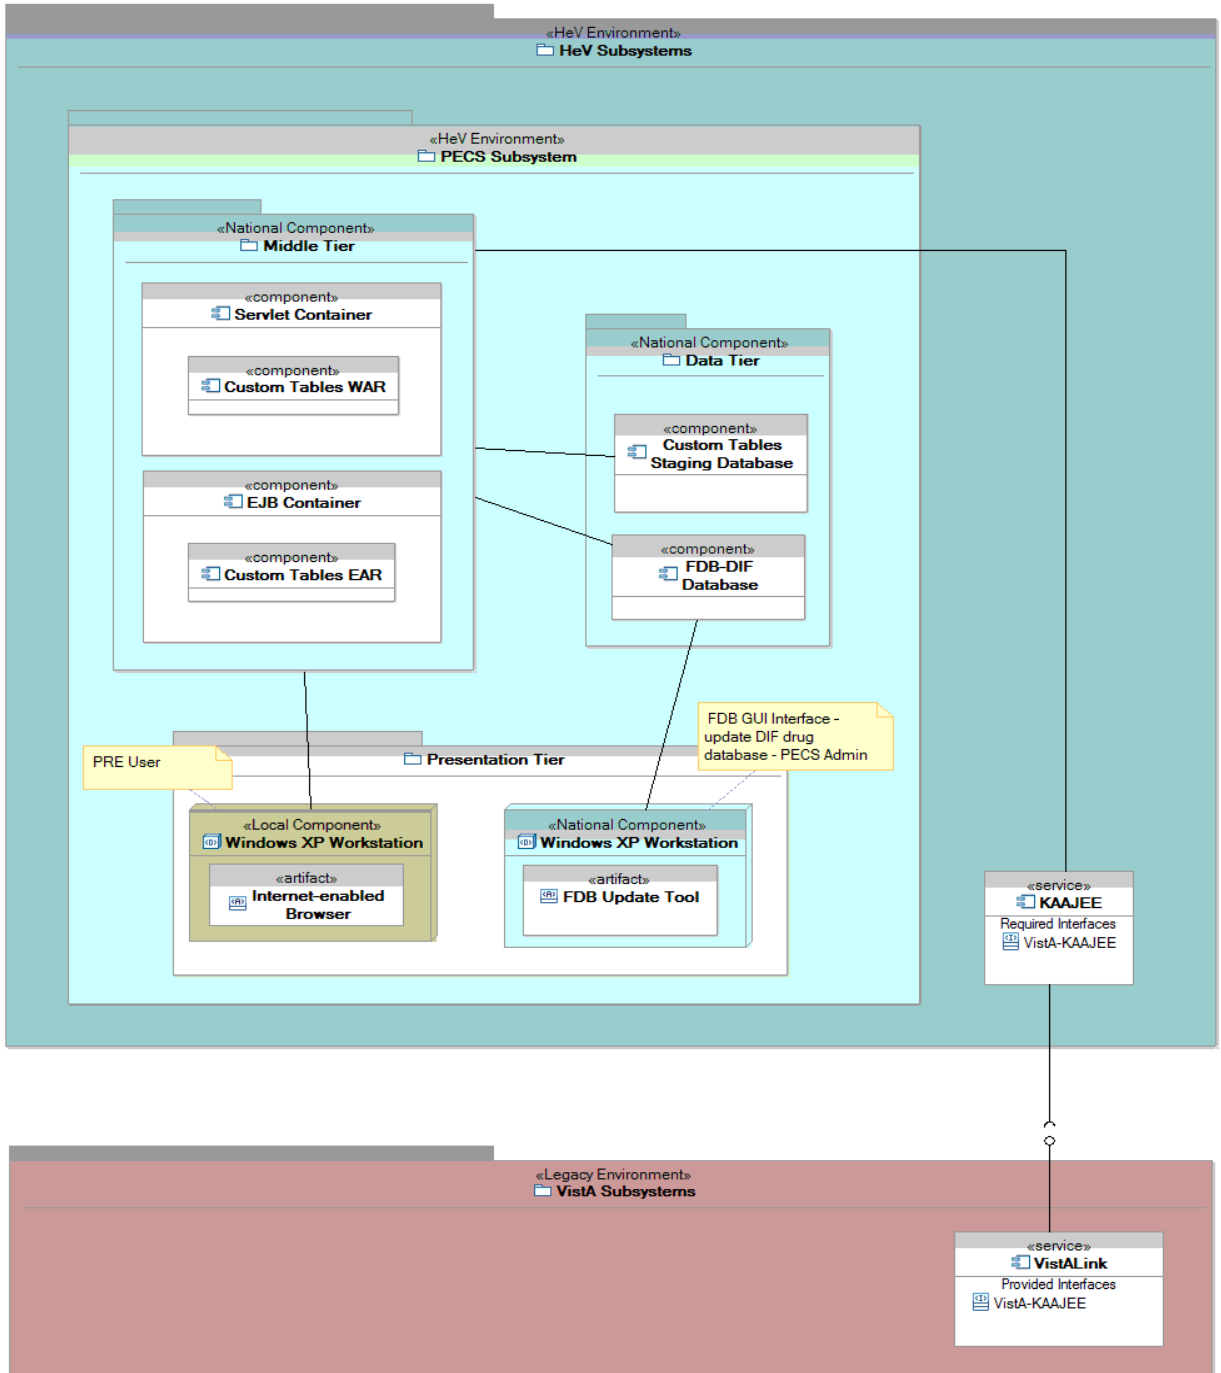 «HeV Environment»
HeV Subsystems
«HeV Environment»
PECS Subsystem
«National Component»
Middle Tier
«component»
Servlet Container
«component»
Custom Tables WAR
«component»
EJB Container
«component»
Custom Tables EAR
«National Component»
Data Tier
«component»
Custom Tables
Staging Database
«component»
FDB-DIF
Database
FDB GUI Interface -
update DIF drug
database - PECS Admin
PRE User
Presentation Tier
«Local Component»
Windows XP Workstation
«artifact»
Internet-enabled
Browser
«National Component»
Windows XP Workstation
«artifact»
FDB Update Tool
«service»
KAAJEE
Required Interfaces
VistA-KAAJEE
«Legacy Environment»
VistA Subsystems
«service»
VistALink
Provided Interfaces
VistA-KAAJEE